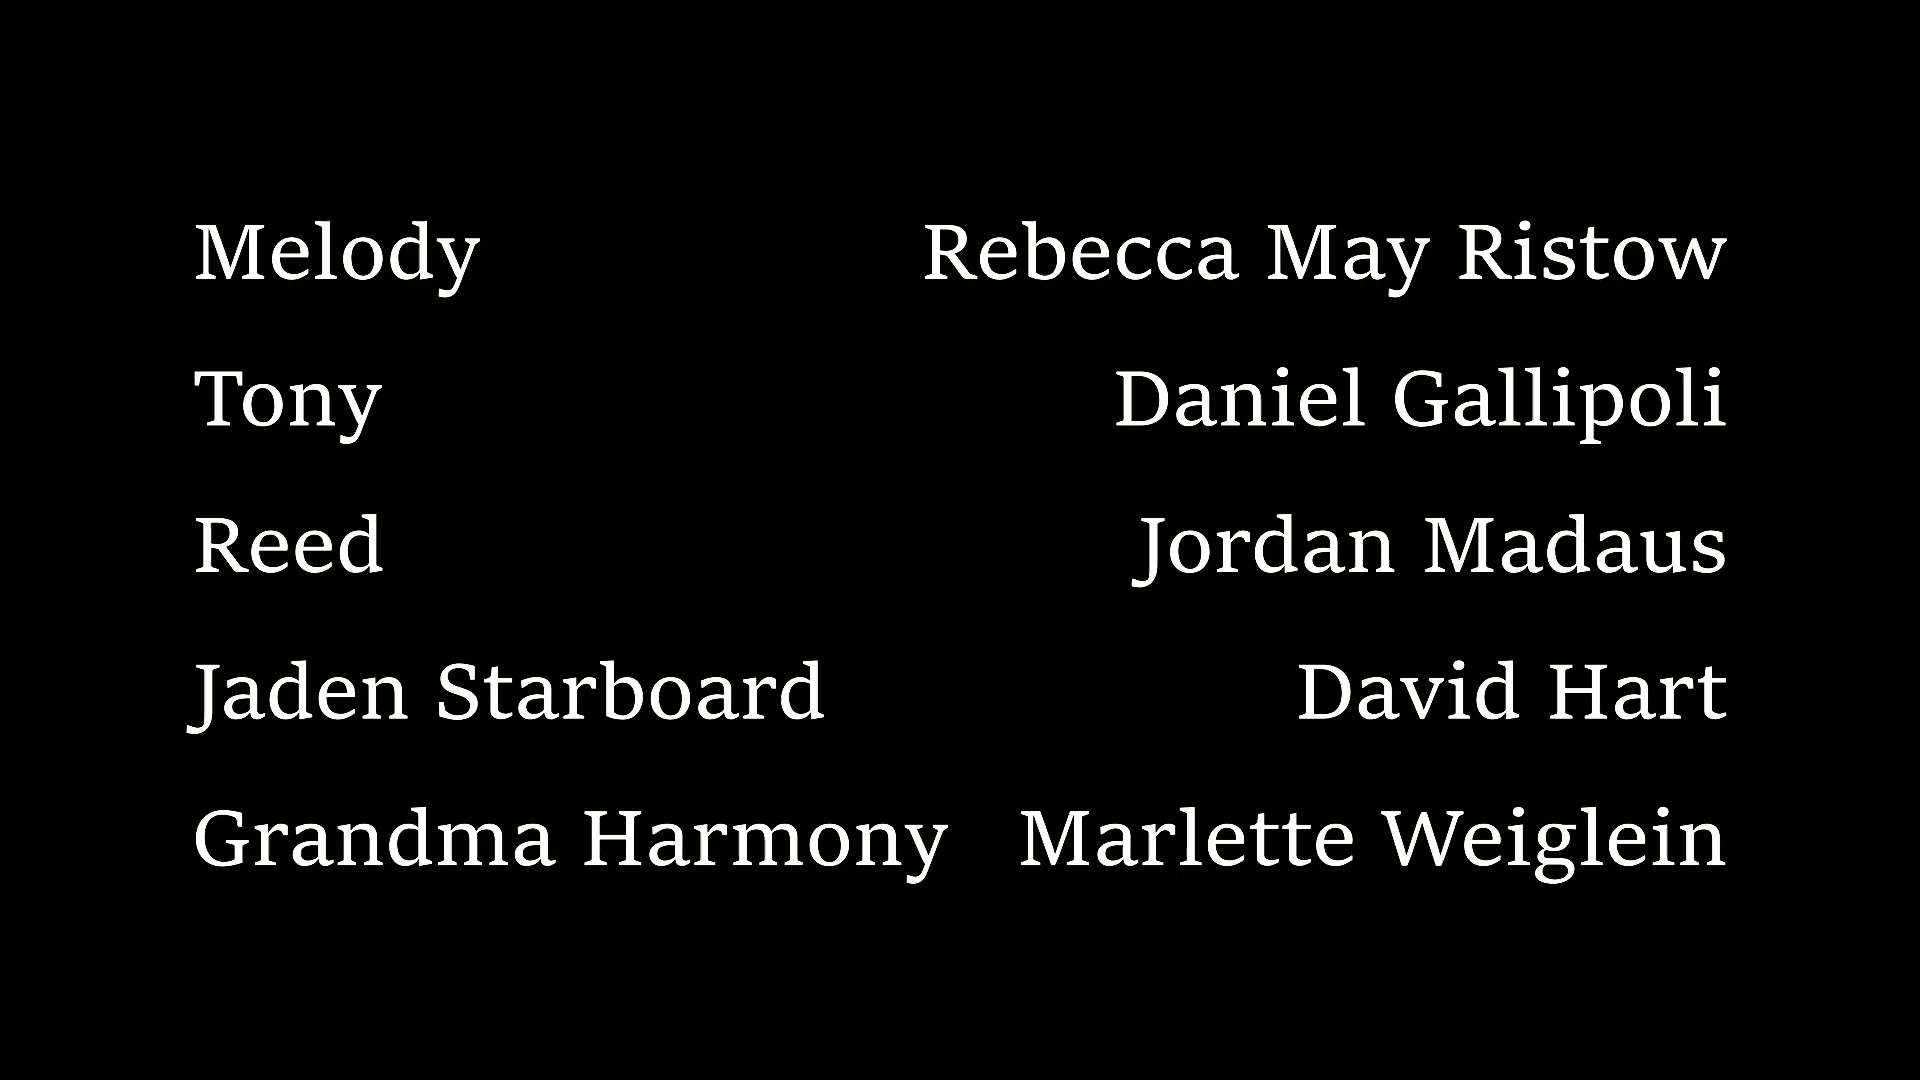 Melody Rebecca May Ristow
Tony Daniel Gallipoli
Reed Jordan Madaus
Jaden Starboard David Hart
Grandma Harmony Marlette Weiglein